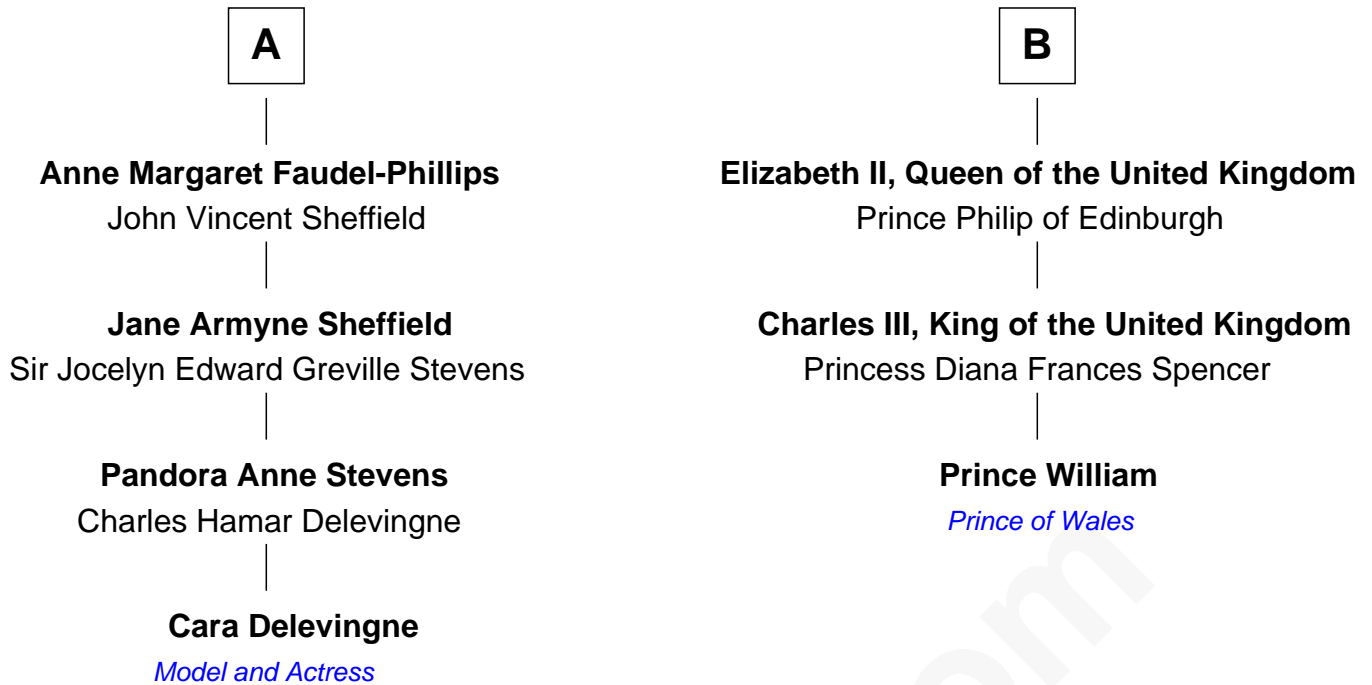 A
Anne Margaret Faudel-Phillips
John Vincent Sheffield
Jane Armyne Sheffield
Sir Jocelyn Edward Greville Stevens
Pandora Anne Stevens
Charles Hamar Delevingne
Cara Delevingne
Model and Actress
B
Elizabeth II, Queen of the United Kingdom
Prince Philip of Edinburgh
Charles III, King of the United Kingdom
Princess Diana Frances Spencer
Prince William
Prince of Wales